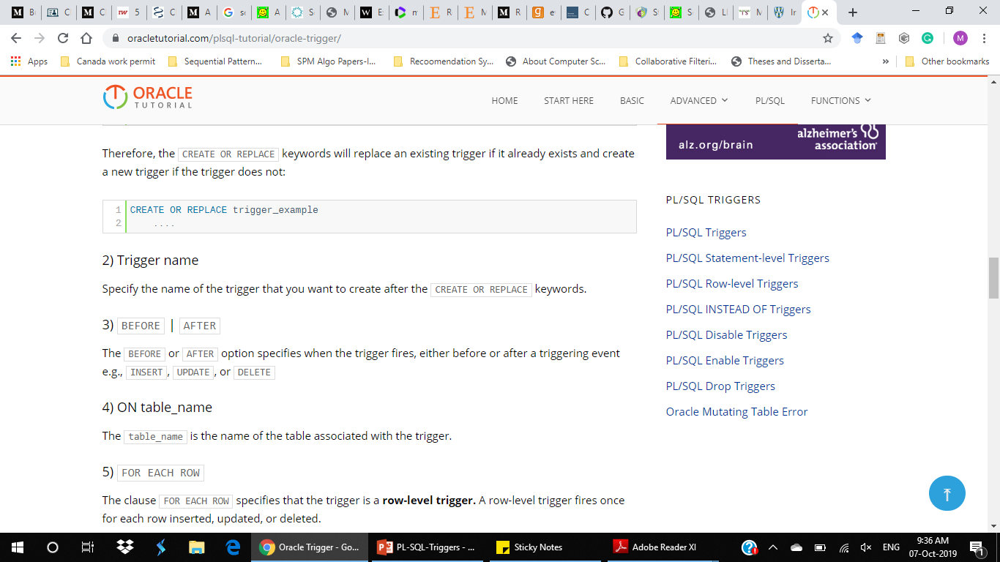 oracletutorial.com/plsql-tutorial/oracle-trigger/
M
Apps
Canada work permit
Sequential Pattern...
SPM Algo Papers-I...
Recoomendation Sy...
About Computer Sc...
Collaborative Filteri...
Theses and Disserta...
»
Other bookmarks
ORACLE
TUTORIAL
HOME
START HERE
BASIC
ADVANCED
PL/SQL
FUNCTIONS
alz.org/brain
alzheimer's
association
Therefore, the CREATE OR REPLACE keywords will replace an existing trigger if it already exists and create
a new trigger if the trigger does not:
1 CREATE OR REPLACE trigger_example
2 ....
2) Trigger name
Specify the name of the trigger that you want to create after the CREATE OR REPLACE keywords.
3) BEFORE | AFTER
The BEFORE or AFTER option specifies when the trigger fires, either before or after a triggering event
e.g., INSERT, UPDATE, or DELETE
4) ON table_name
The table_name is the name of the table associated with the trigger.
5) FOR EACH ROW
The clause FOR EACH ROW specifies that the trigger is a row-level trigger. A row-level trigger fires once
for each row inserted, updated, or deleted.
PL/SQL TRIGGERS
PL/SQL Triggers
PL/SQL Statement-level Triggers
PL/SQL Row-level Triggers
PL/SQL INSTEAD OF Triggers
PL/SQL Disable Triggers
PL/SQL Enable Triggers
PL/SQL Drop Triggers
Oracle Mutating Table Error
Oracle Trigger - Go...
PL-SQL-Triggers - ...
Sticky Notes
Adobe Reader XI
ENG
9:36 AM
07-Oct-2019
1